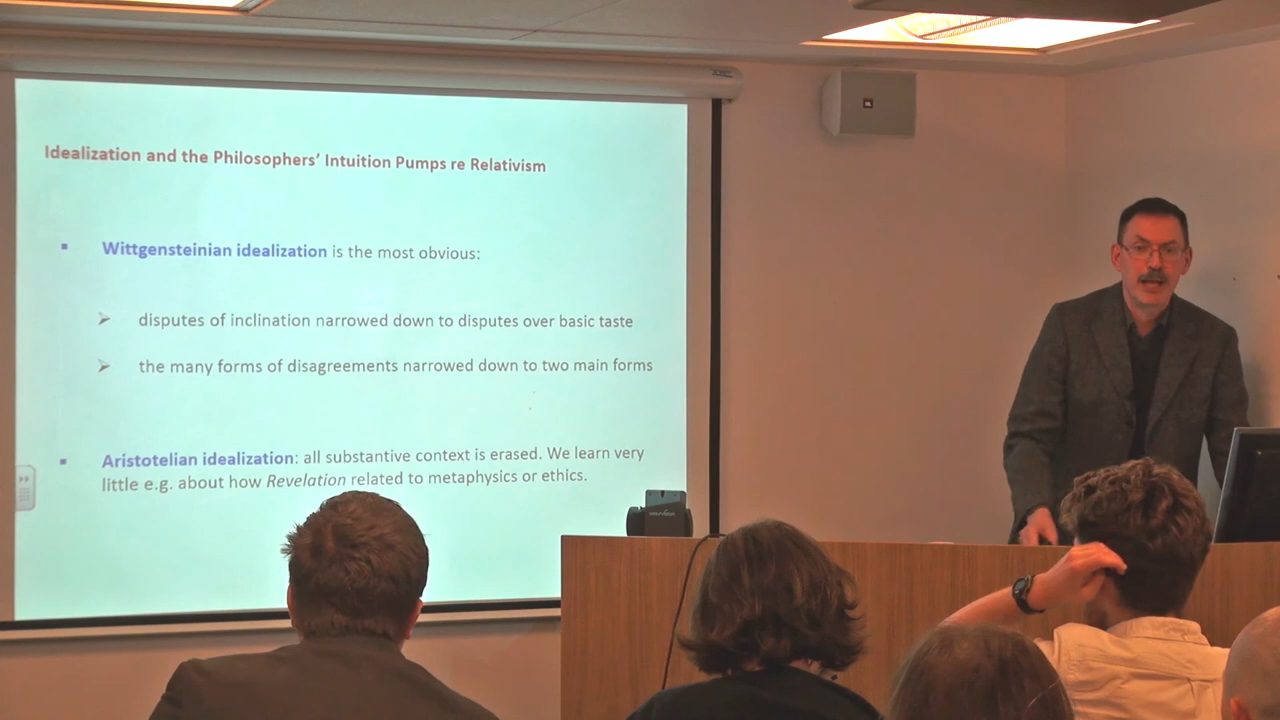 Idealization and the Philosophers' Intuition Pumps re Relativism
▪ Wittgensteinian idealization is the most obvious:
➢ disputes of inclination narrowed down to disputes over basic taste
➢ the many forms of disagreements narrowed down to two main forms
▪ Aristotelian idealization: all substantive context is erased. We learn very
little e.g. about how Revelation related to metaphysics or ethics.